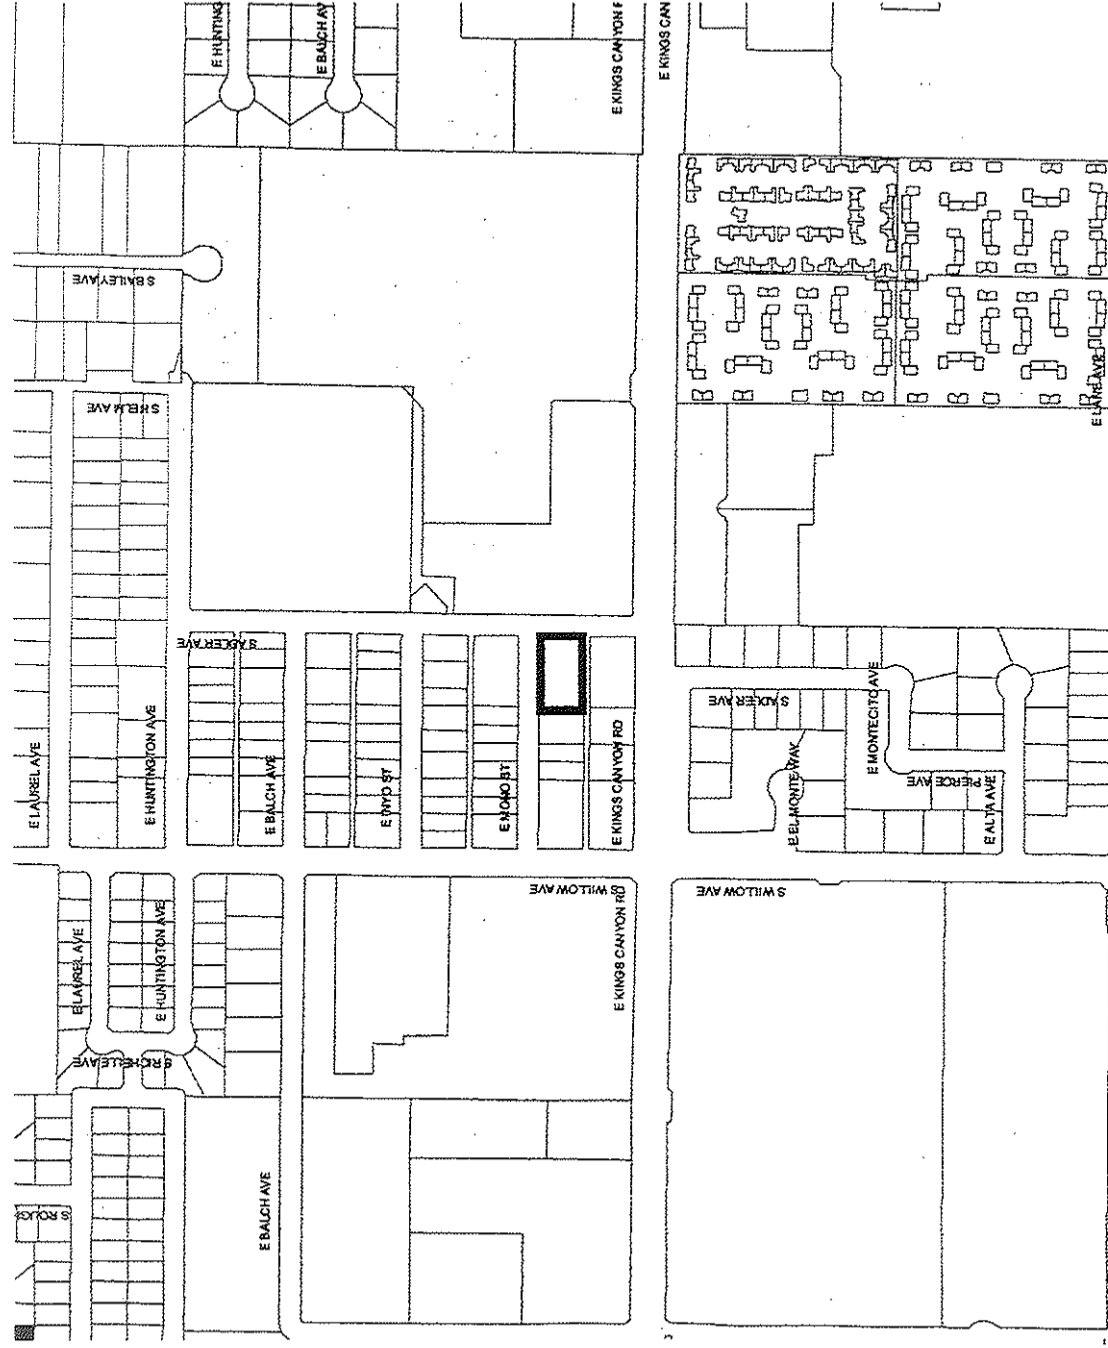 E HUNTING
E BALCH AV
E KINGS CANYON R
E KINGS CAN
S BAILEY AVE
S HELM AVE
E LANE AVE
S ADLER AVE
E LAUREL AVE
E HUNTINGTON AVE
E BALCH AVE
E INYO ST
E MONO ST
E KINGS CANYON RD
S ADLER AVE
E MONTECITO AVE
E EL MONTE WAY
PIERCE AVE
E ALTA AVE
S WILLOW AVE
S WILLOW AVE
E LAUREL AVE
E HUNTINGTON AVE
E KINGS CANYON RD
S RICHELLE AVE
E BALCH AVE
S ROUG